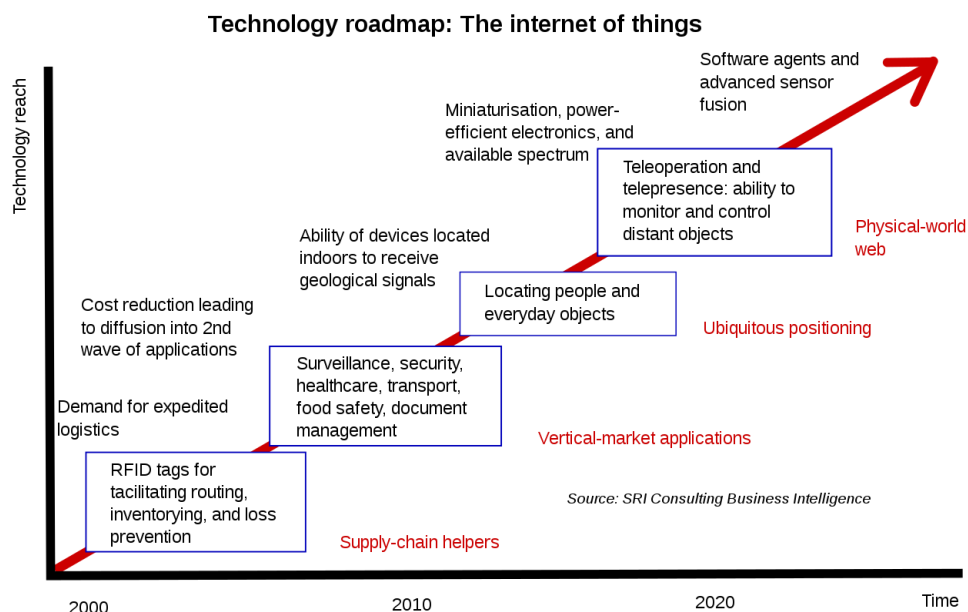 Technology roadmap: The internet of things
Technology reach
Software agents and
advanced sensor
fusion
Miniaturisation, power-
efficient electronics, and
available spectrum
Teleoperation and
telepresence: ability to
monitor and control
distant objects
Physical-world
web
Ability of devices located
indoors to receive
geological signals
Locating people and
everyday objects
Ubiquitous positioning
Cost reduction leading
to diffusion into 2nd
wave of applications
Surveillance, security,
healthcare, transport,
food safety, document
management
Vertical-market applications
Demand for expedited
logistics
RFID tags for
tacilitating routing,
inventorying, and loss
prevention
Supply-chain helpers
Source: SRI Consulting Business Intelligence
2000
2010
2020
Time